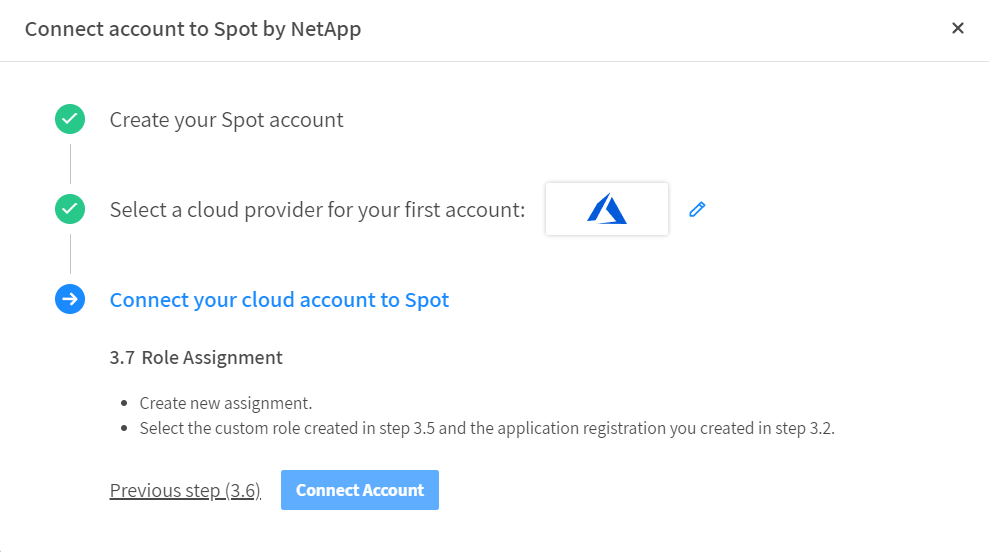 Connect account to Spot by NetApp
Create your Spot account
Select a cloud provider for your first account:
Connect your cloud account to Spot
3.7 Role Assignment
Create new assignment.
Select the custom role created in step 3.5 and the application registration you created in step 3.2.
Previous step (3.6)
Connect Account